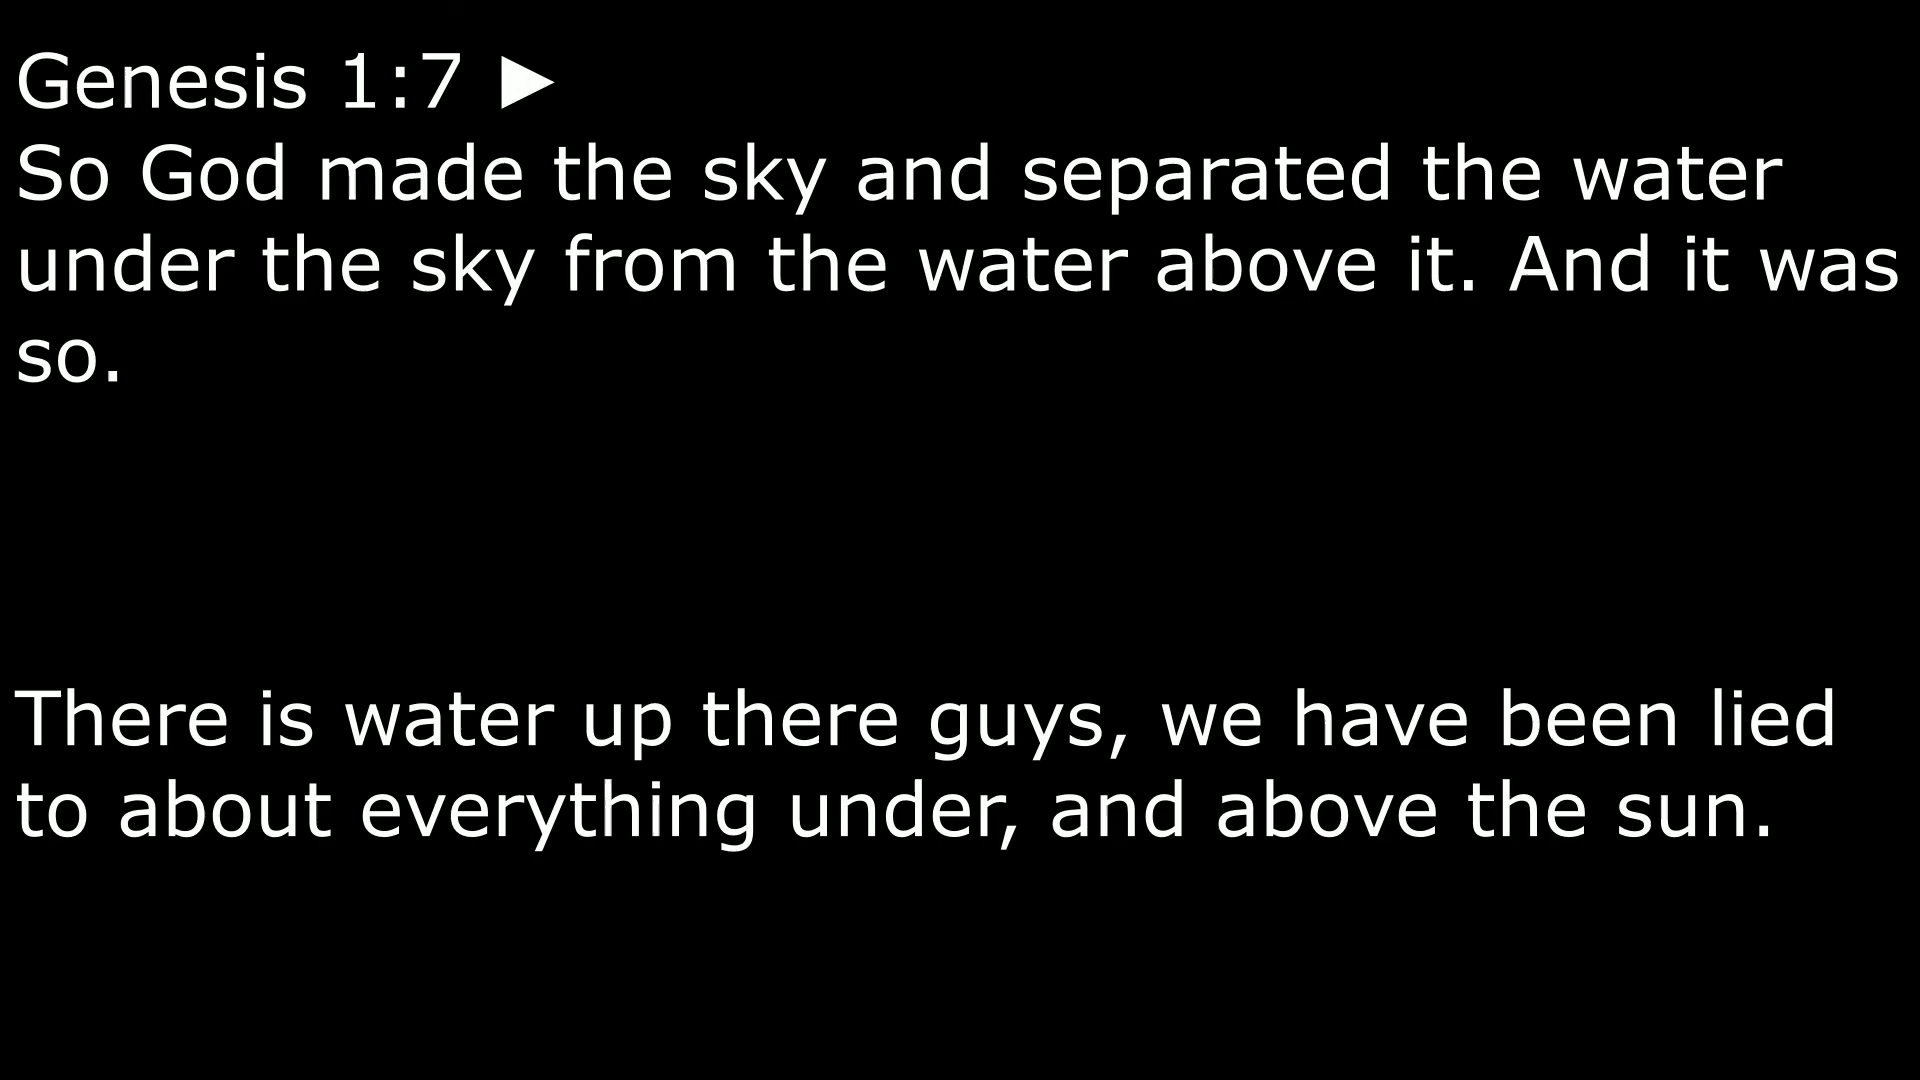 Genesis 1:7 ►
So God made the sky and separated the water
under the sky from the water above it. And it was
so.
There is water up there guys, we have been lied
to about everything under, and above the sun.